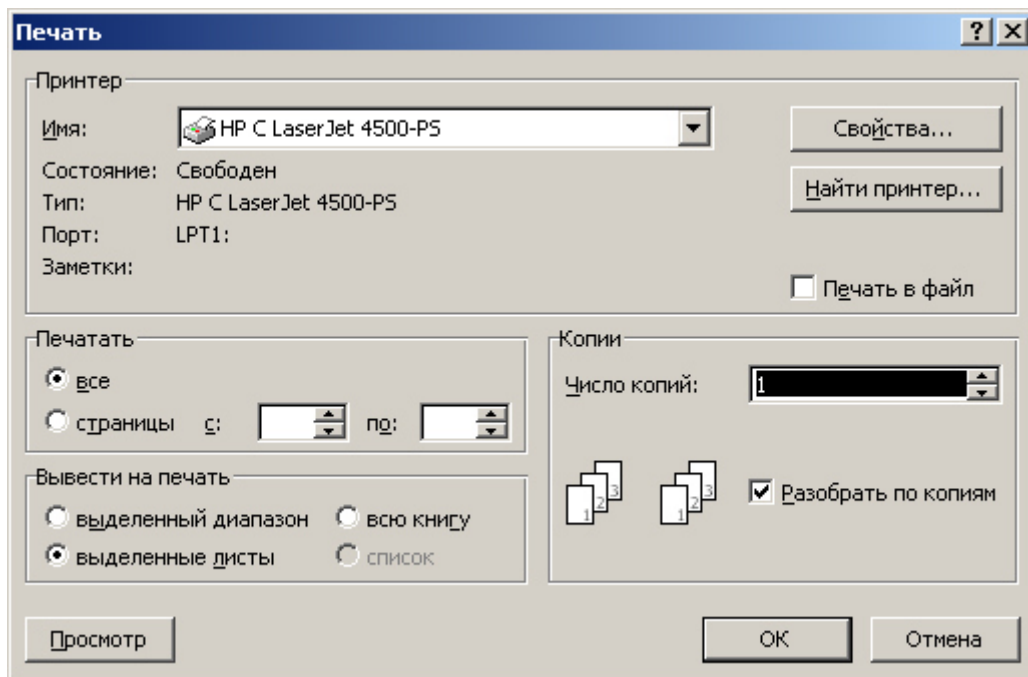 Печать
Принтер
Имя: HP C LaserJet 4500-PS Свойства...
Состояние: Свободен
Тип: HP C LaserJet 4500-PS Найти принтер...
Порт: LPT1:
Заметки:
Печать в файл
Печатать
все
страницы с: по:
Вывести на печать
выделенный диапазон всю книгу
выделенные листы список
Копии
Число копий: 1
1 2 3 1 2 3 Разобрать по копиям
Просмотр ОК Отмена